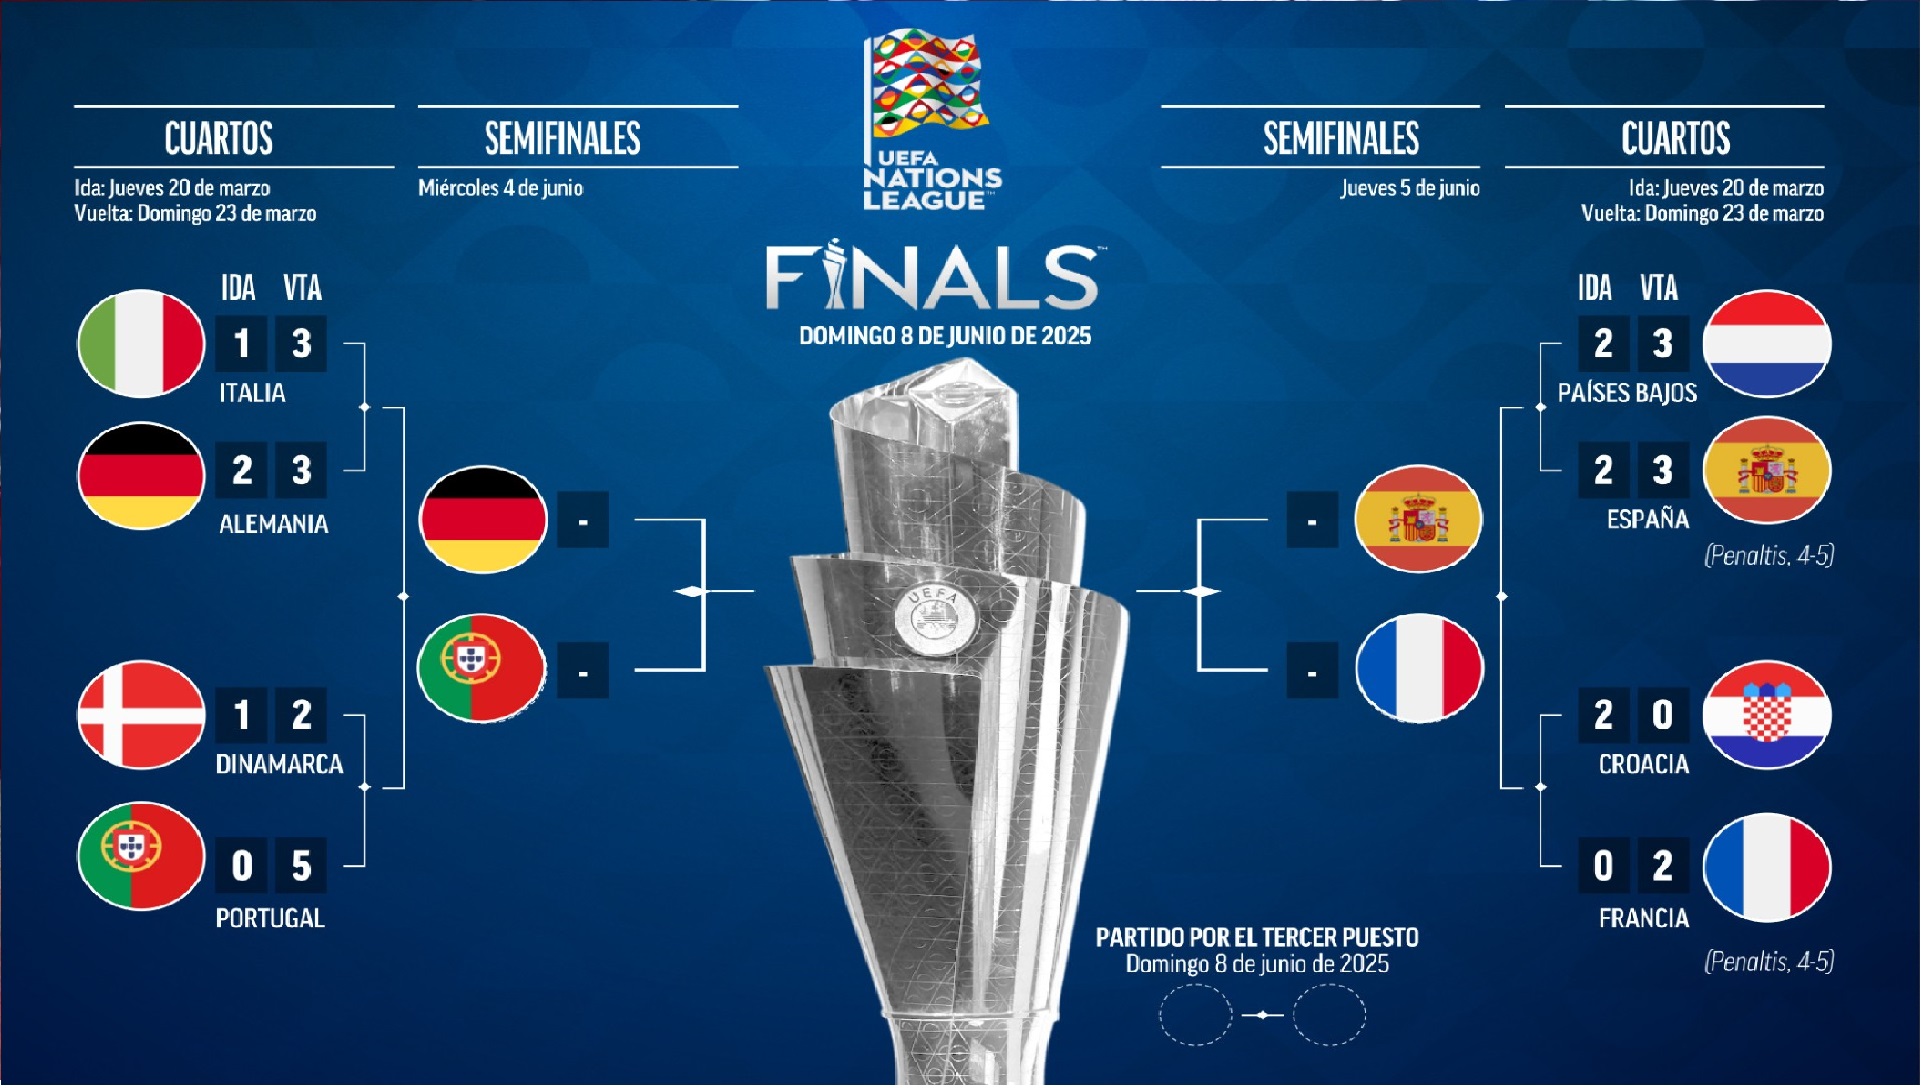 UEFA
NATIONS
LEAGUE™
FINALS™
DOMINGO 8 DE JUNIO DE 2025
CUARTOS
Ida: Jueves 20 de marzo
Vuelta: Domingo 23 de marzo
IDA VTA
1 3
ITALIA
2 3
ALEMANIA
1 2
DINAMARCA
0 5
PORTUGAL
SEMIFINALES
Miércoles 4 de junio
-
-
UEFA
SEMIFINALES
Jueves 5 de junio
-
-
CUARTOS
Ida: Jueves 20 de marzo
Vuelta: Domingo 23 de marzo
IDA VTA
2 3
PAÍSES BAJOS
2 3
ESPAÑA
(Penaltis, 4-5)
2 0
CROACIA
0 2
FRANCIA
(Penaltis, 4-5)
PARTIDO POR EL TERCER PUESTO
Domingo 8 de junio de 2025